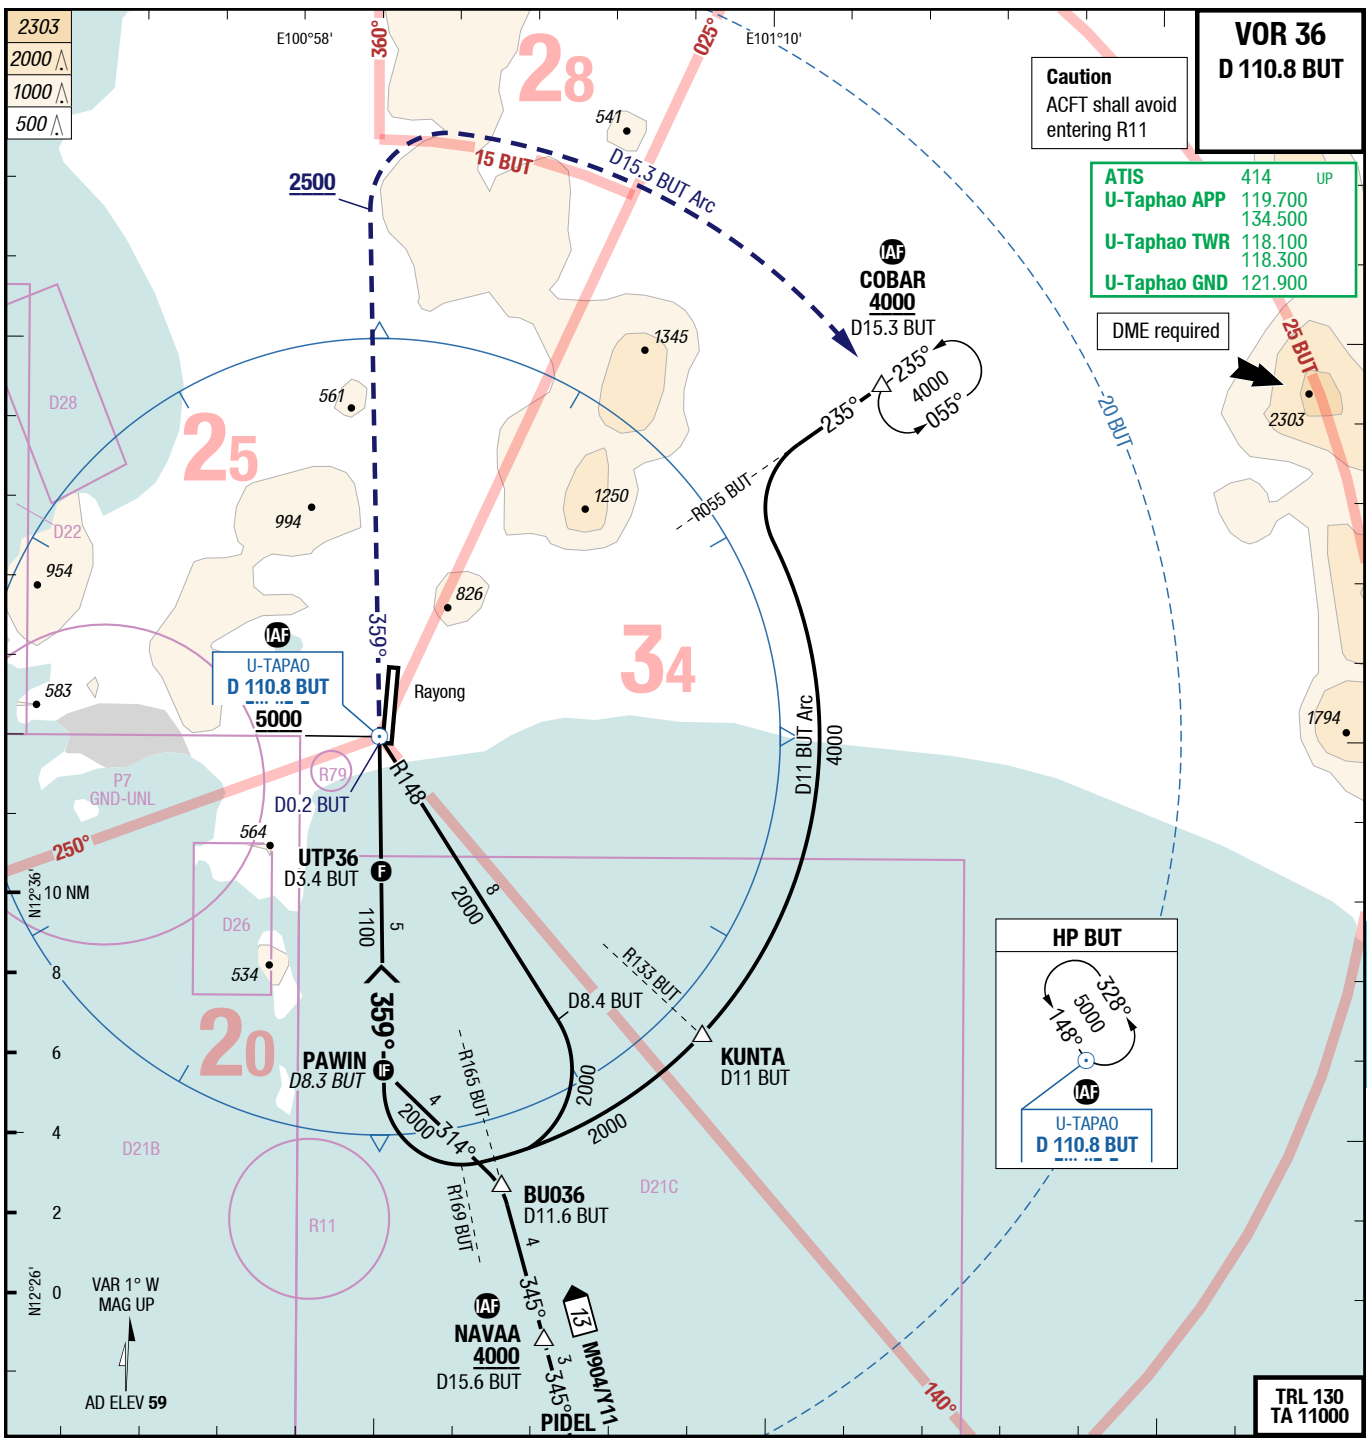 2303
2000
1000
500
E100°58'
360°
28
025°
E101°10'
VOR 36
D 110.8 BUT
Caution
ACFT shall avoid
entering R11
ATIS 414 UP
U-Taphao APP 119.700
134.500
U-Taphao TWR 118.100
118.300
U-Taphao GND 121.900
DME required
541
15 BUT
D15.3 BUT Arc
2500
IAF
COBAR
4000
D15.3 BUT
235°
4000
055°
235°
25 BUT
2303
20 BUT
1345
561
D28
25
R055 BUT
1250
994
D22
954
826
359°
34
IAF
U-TAPAO
D 110.8 BUT
5000
Rayong
583
1794
D11 BUT Arc
4000
P7
GND-UNL
R79
R148
D0.2 BUT
564
250°
UTP36
D3.4 BUT
F
N12°36'
10 NM
8
2000
5
1100
D26
534
HP BUT
328°
5000
148°
IAF
U-TAPAO
D 110.8 BUT
R133 BUT
8
D8.4 BUT
359°
20
6
PAWIN
D8.3 BUT
IF
R165 BUT
KUNTA
D11 BUT
2000
4
2000
314°
2000
4
D21B
R169 BUT
BU036
D11.6 BUT
D21C
2
R11
4
N12°26'
0
VAR 1° W
MAG UP
345°
13
IAF
NAVAA
4000
D15.6 BUT
M904/Y11
3
345°
PIDEL
140°
AD ELEV 59
TRL 130
TA 11000